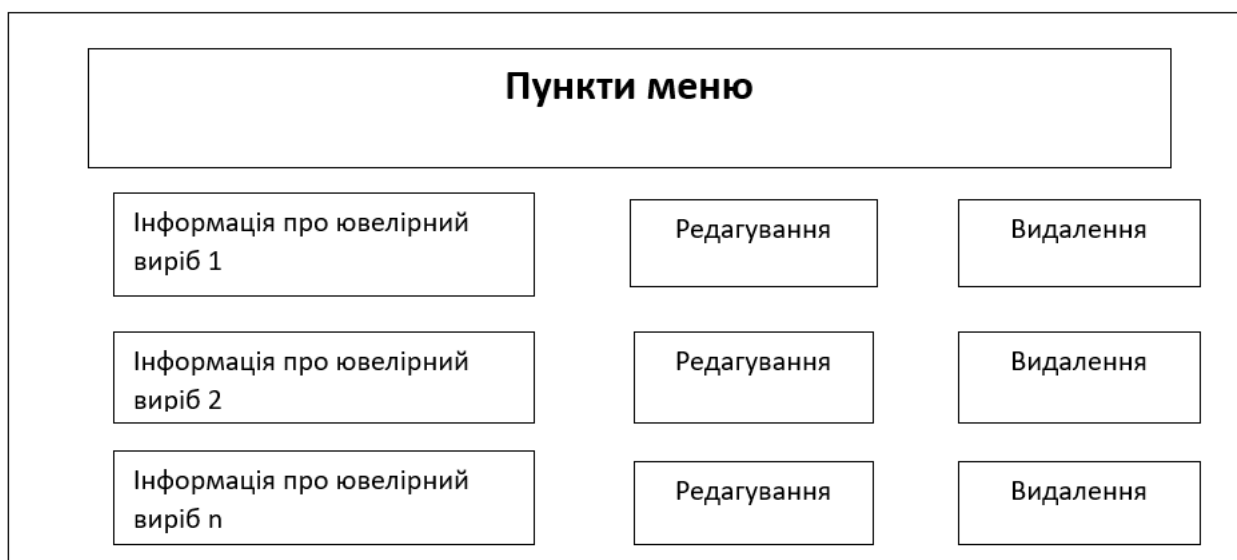 Пункти меню
Інформація про ювелірний
виріб 1
Редагування
Видалення
Інформація про ювелірний
виріб 2
Редагування
Видалення
Інформація про ювелірний
виріб n
Редагування
Видалення